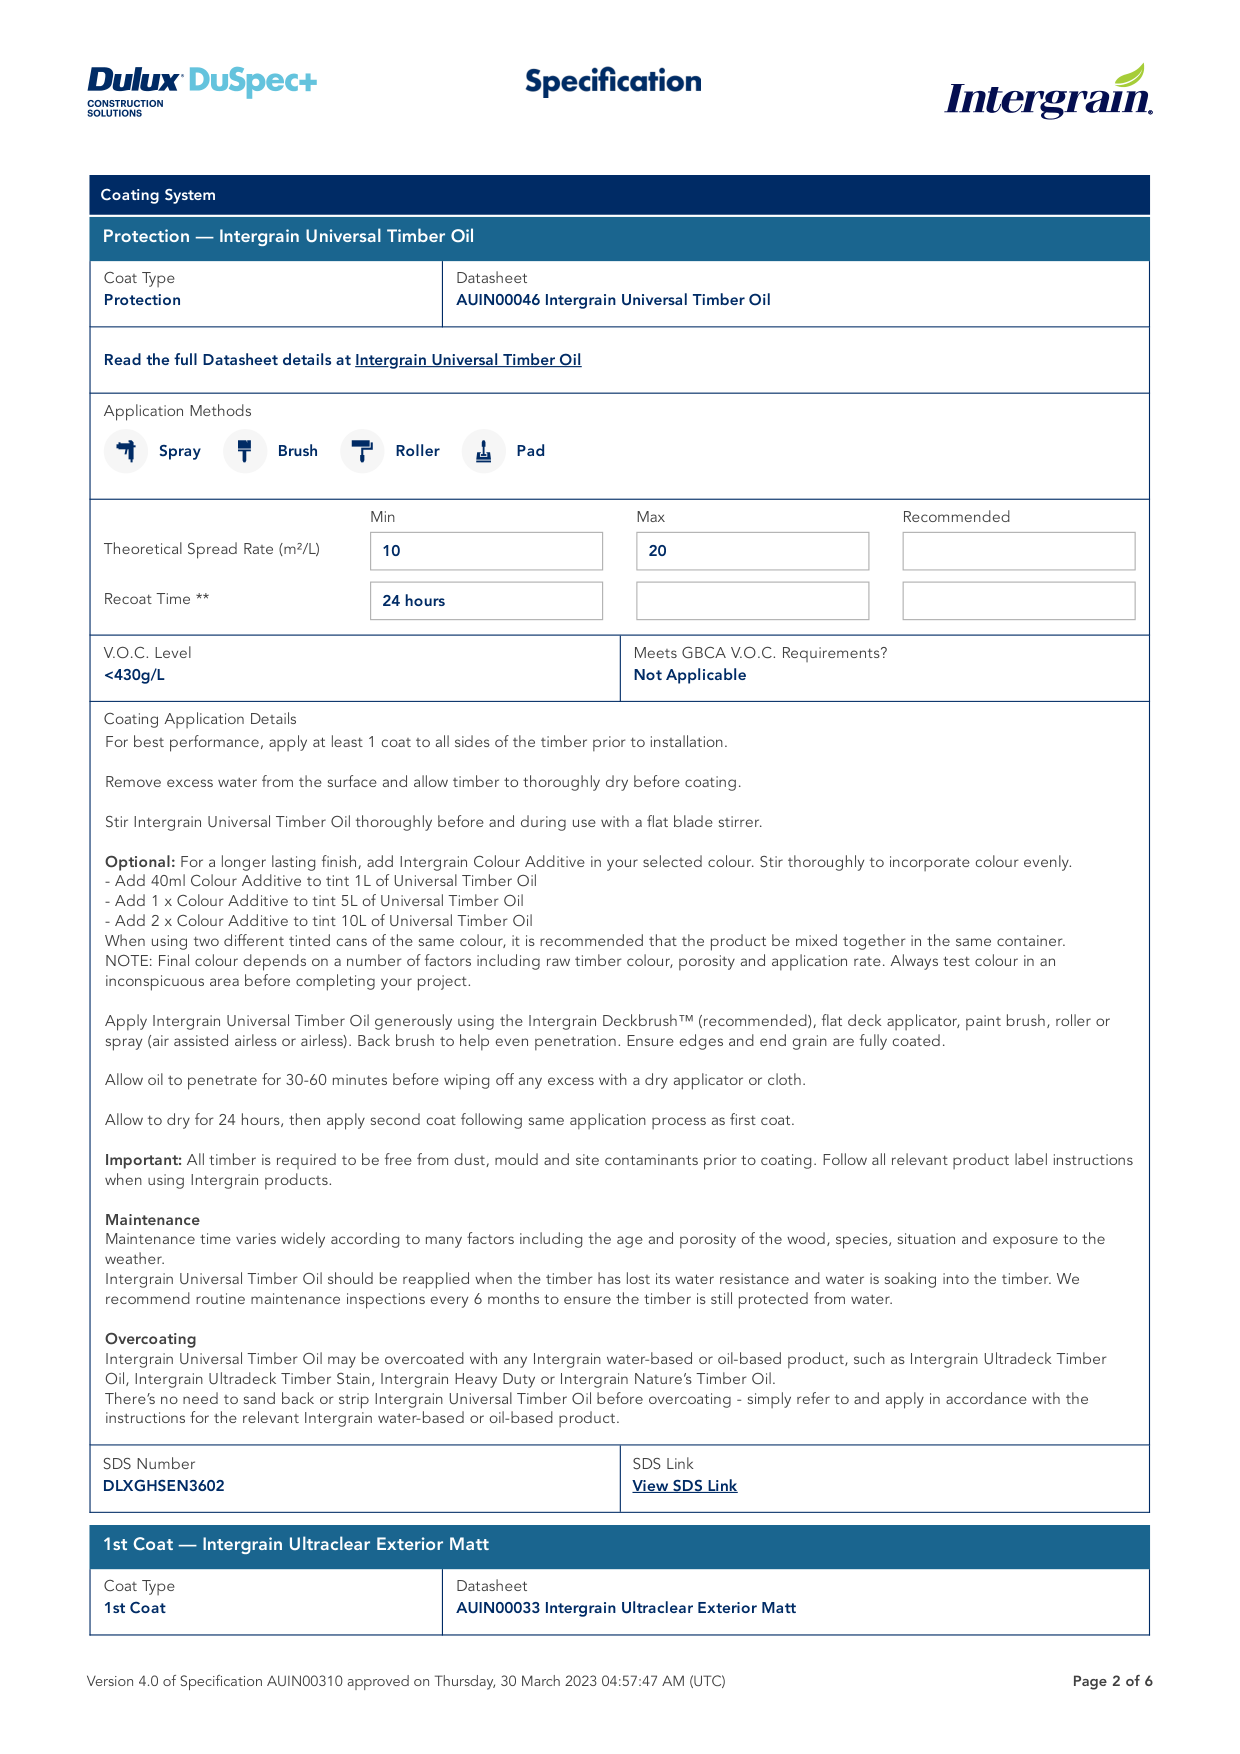 Dulux DuSpec+
CONSTRUCTION
SOLUTIONS
Specification
Intergrain®
Coating System
Protection — Intergrain Universal Timber Oil
Coat Type
Protection
Datasheet
AUIN00046 Intergrain Universal Timber Oil
Read the full Datasheet details at Intergrain Universal Timber Oil
Application Methods
Spray Brush Roller Pad
Min Max Recommended
Theoretical Spread Rate (m²/L) 10 20
Recoat Time ** 24 hours
V.O.C. Level
<430g/L
Meets GBCA V.O.C. Requirements?
Not Applicable
Coating Application Details
For best performance, apply at least 1 coat to all sides of the timber prior to installation.
Remove excess water from the surface and allow timber to thoroughly dry before coating.
Stir Intergrain Universal Timber Oil thoroughly before and during use with a flat blade stirrer.
Optional: For a longer lasting finish, add Intergrain Colour Additive in your selected colour. Stir thoroughly to incorporate colour evenly.
- Add 40ml Colour Additive to tint 1L of Universal Timber Oil
- Add 1 x Colour Additive to tint 5L of Universal Timber Oil
- Add 2 x Colour Additive to tint 10L of Universal Timber Oil
When using two different tinted cans of the same colour, it is recommended that the product be mixed together in the same container.
NOTE: Final colour depends on a number of factors including raw timber colour, porosity and application rate. Always test colour in an
inconspicuous area before completing your project.
Apply Intergrain Universal Timber Oil generously using the Intergrain Deckbrush™ (recommended), flat deck applicator, paint brush, roller or
spray (air assisted airless or airless). Back brush to help even penetration. Ensure edges and end grain are fully coated.
Allow oil to penetrate for 30-60 minutes before wiping off any excess with a dry applicator or cloth.
Allow to dry for 24 hours, then apply second coat following same application process as first coat.
Important: All timber is required to be free from dust, mould and site contaminants prior to coating. Follow all relevant product label instructions
when using Intergrain products.
Maintenance
Maintenance time varies widely according to many factors including the age and porosity of the wood, species, situation and exposure to the
weather.
Intergrain Universal Timber Oil should be reapplied when the timber has lost its water resistance and water is soaking into the timber. We
recommend routine maintenance inspections every 6 months to ensure the timber is still protected from water.
Overcoating
Intergrain Universal Timber Oil may be overcoated with any Intergrain water-based or oil-based product, such as Intergrain Ultradeck Timber
Oil, Intergrain Ultradeck Timber Stain, Intergrain Heavy Duty or Intergrain Nature’s Timber Oil.
There’s no need to sand back or strip Intergrain Universal Timber Oil before overcoating - simply refer to and apply in accordance with the
instructions for the relevant Intergrain water-based or oil-based product.
SDS Number
DLXGHSEN3602
SDS Link
View SDS Link
1st Coat — Intergrain Ultraclear Exterior Matt
Coat Type
1st Coat
Datasheet
AUIN00033 Intergrain Ultraclear Exterior Matt
Version 4.0 of Specification AUIN00310 approved on Thursday, 30 March 2023 04:57:47 AM (UTC)
Page 2 of 6